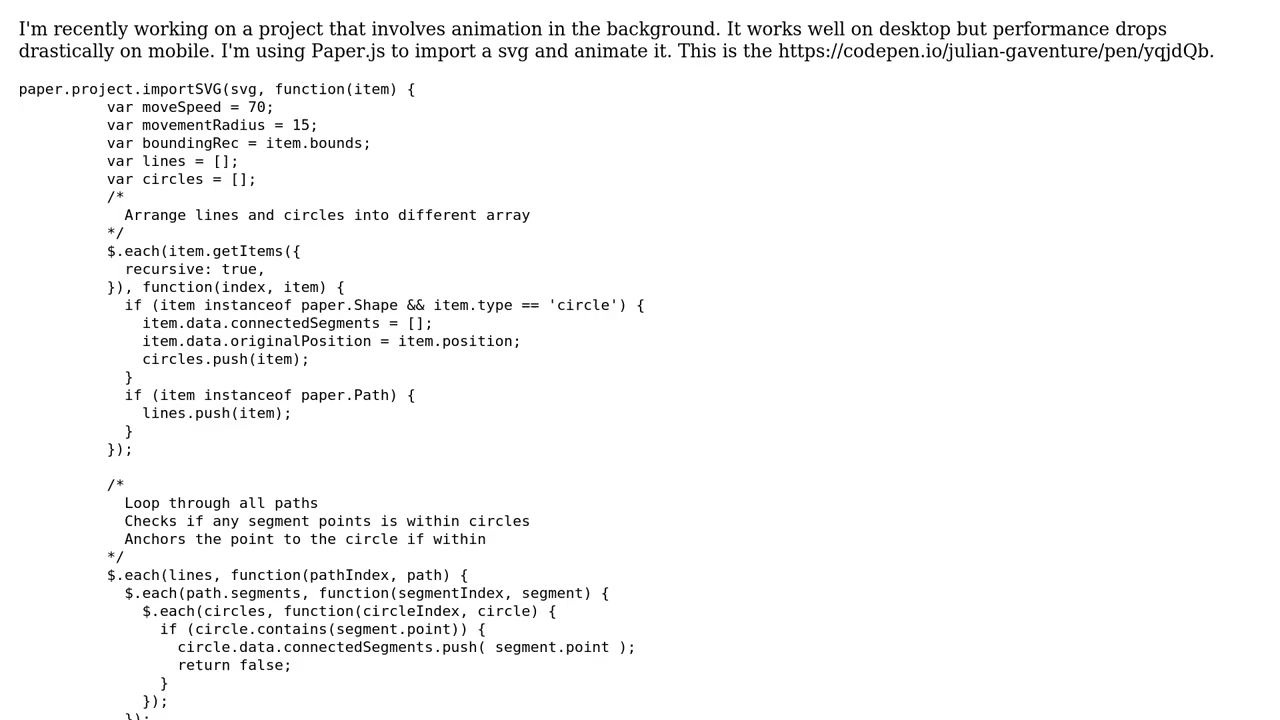 I'm recently working on a project that involves animation in the background. It works well on desktop but performance drops
drastically on mobile. I'm using Paper.js to import a svg and animate it. This is the https://codepen.io/julian-gaventure/pen/yqjdQb.
paper.project.importSVG(svg, function(item) {
          var moveSpeed = 70;
          var movementRadius = 15;
          var boundingRec = item.bounds;
          var lines = [];
          var circles = [];
          /*
            Arrange lines and circles into different array
          */
          $.each(item.getItems({
            recursive: true,
          }), function(index, item) {
            if (item instanceof paper.Shape && item.type == 'circle') {
              item.data.connectedSegments = [];
              item.data.originalPosition = item.position;
              circles.push(item);
            }
            if (item instanceof paper.Path) {
              lines.push(item);
            }
          });
          /*
            Loop through all paths
            Checks if any segment points is within circles
            Anchors the point to the circle if within
          */
          $.each(lines, function(pathIndex, path) {
            $.each(path.segments, function(segmentIndex, segment) {
              $.each(circles, function(circleIndex, circle) {
                if (circle.contains(segment.point)) {
                  circle.data.connectedSegments.push( segment.point );
                  return false;
                }
              });
            });